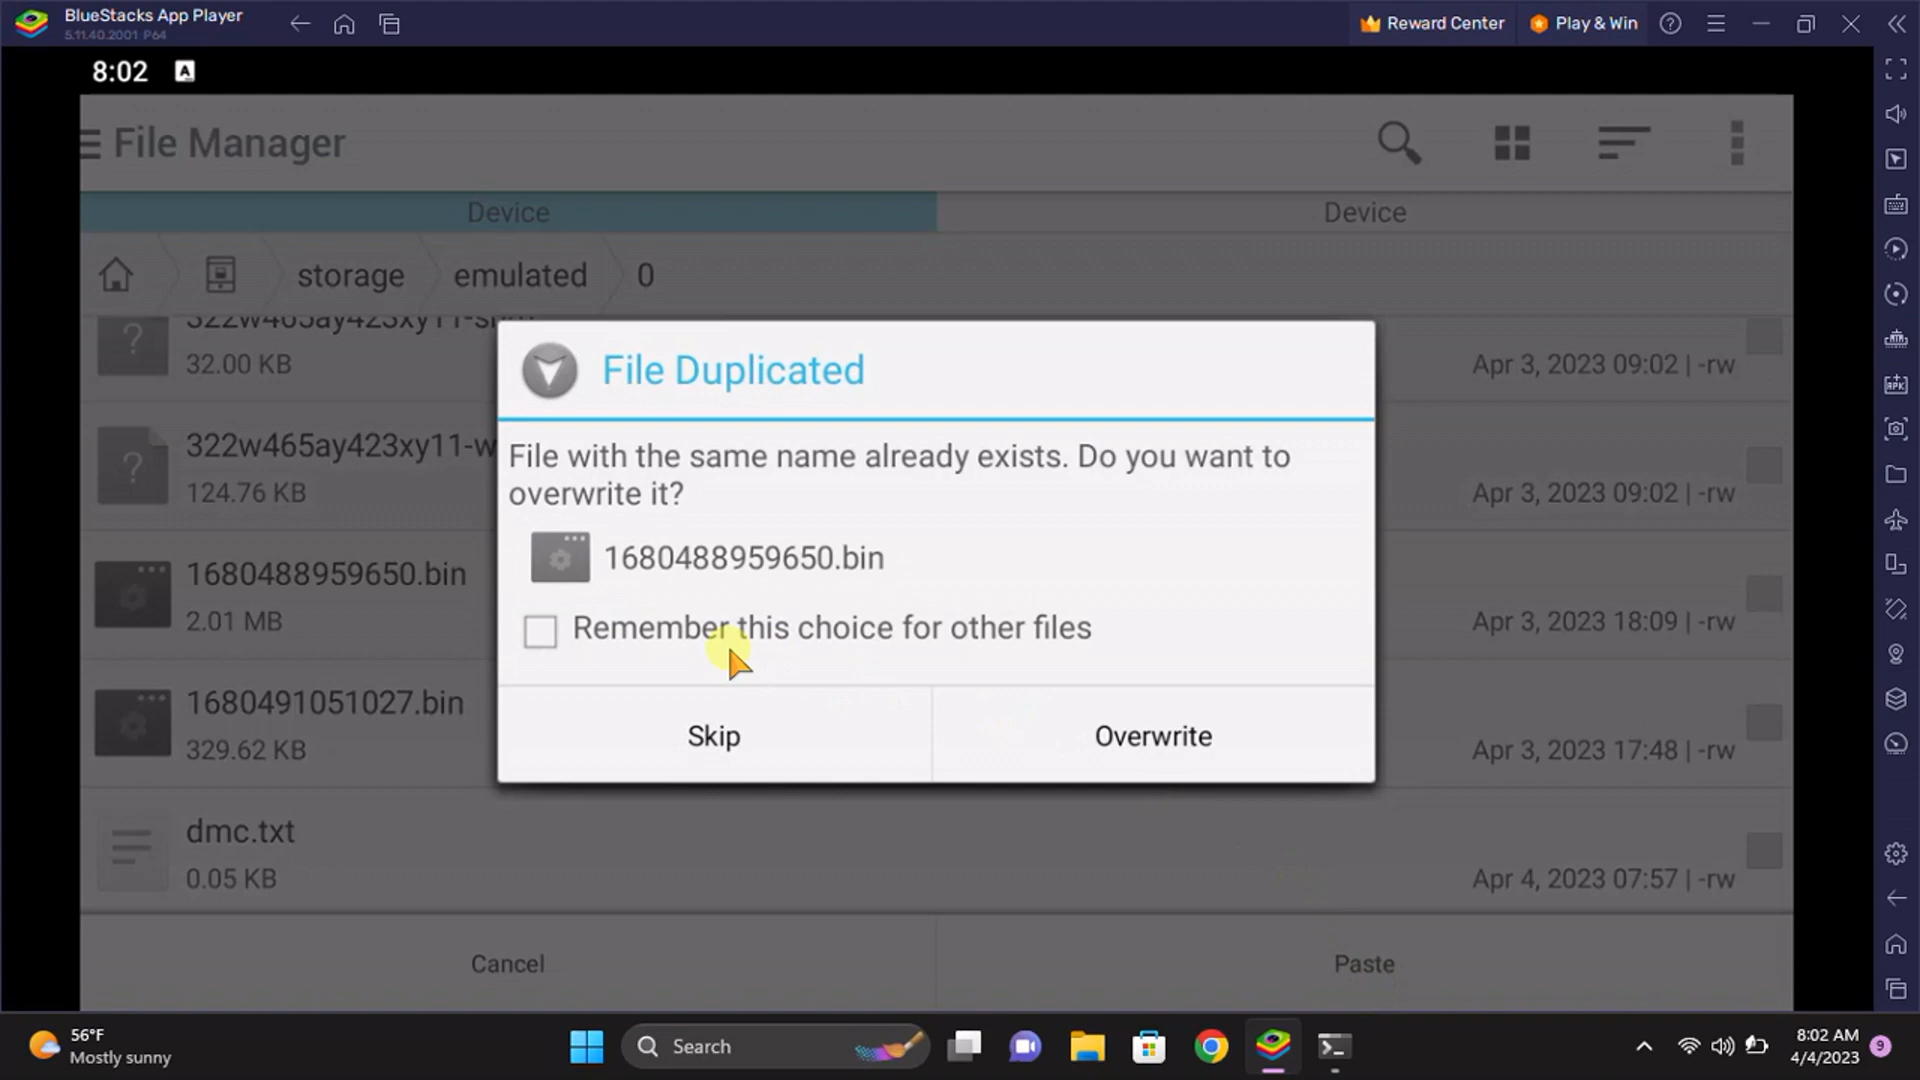 BlueStacks App Player
5.11.40.2001 P64
Reward Center
Play & Win
8:02
A
File Manager
Device
Device
storage
emulated
0
32.00 KB
Apr 3, 2023 09:02 | -rw
322w465ay423xy11-w
124.76 KB
Apr 3, 2023 09:02 | -rw
1680488959650.bin
2.01 MB
Apr 3, 2023 18:09 | -rw
1680491051027.bin
329.62 KB
Apr 3, 2023 17:48 | -rw
dmc.txt
0.05 KB
Apr 4, 2023 07:57 | -rw
File Duplicated
File with the same name already exists. Do you want to
overwrite it?
1680488959650.bin
Remember this choice for other files
Skip
Overwrite
Cancel
Paste
56°F
Mostly sunny
Search
8:02 AM
4/4/2023
9